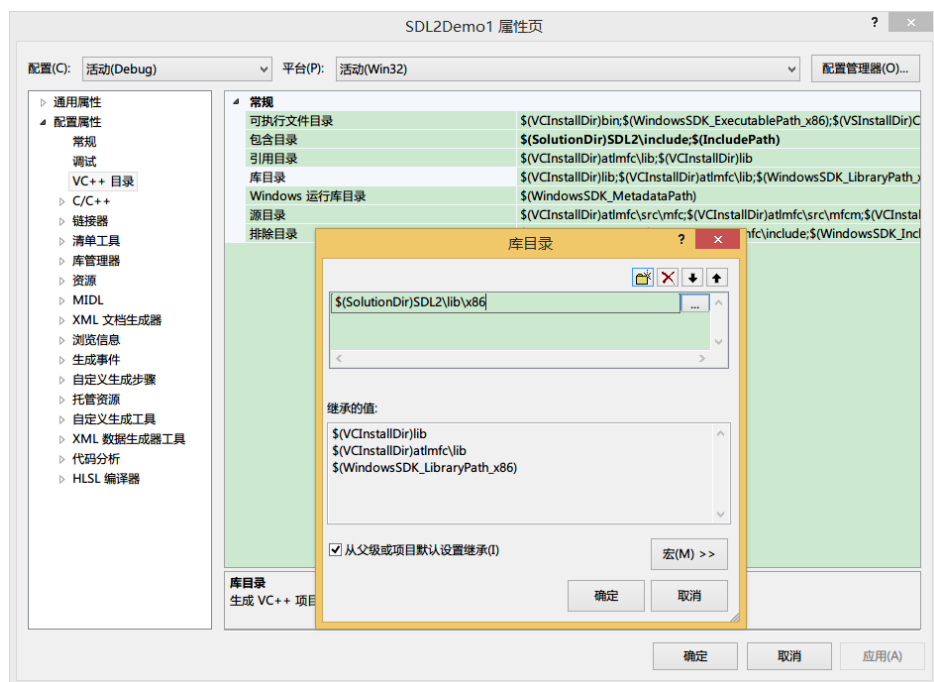 SDL2Demo1 属性页
? ×
配置(C): 活动(Debug) 平台(P): 活动(Win32) 配置管理器(O)...
通用属性
配置属性
常规
调试
VC++ 目录
C/C++
链接器
清单工具
库管理器
资源
MIDL
XML 文档生成器
浏览信息
生成事件
自定义生成步骤
托管资源
自定义生成工具
XML 数据生成器工具
代码分析
HLSL 编译器
常规
可执行文件目录 $(VCInstallDir)bin;$(WindowsSDK_ExecutablePath_x86);$(VSInstallDir)C
包含目录 $(SolutionDir)SDL2\include;$(IncludePath)
引用目录 $(VCInstallDir)atlmfc\lib;$(VCInstallDir)lib
库目录 $(VCInstallDir)lib;$(VCInstallDir)atlmfc\lib;$(WindowsSDK_LibraryPath_
Windows 运行库目录 $(WindowsSDK_MetadataPath)
源目录 $(VCInstallDir)atlmfc\src\mfc;$(VCInstallDir)atlmfc\src\mfcm;$(VCInstal
排除目录 nfc\include;$(WindowsSDK_Incl
库目录
? ×
$(SolutionDir)SDL2\lib\x86 ...
继承的值:
$(VCInstallDir)lib
$(VCInstallDir)atlmfc\lib
$(WindowsSDK_LibraryPath_x86)
从父级或项目默认设置继承(I)
宏(M) >>
确定 取消
库目录
生成 VC++ 项目
确定 取消 应用(A)